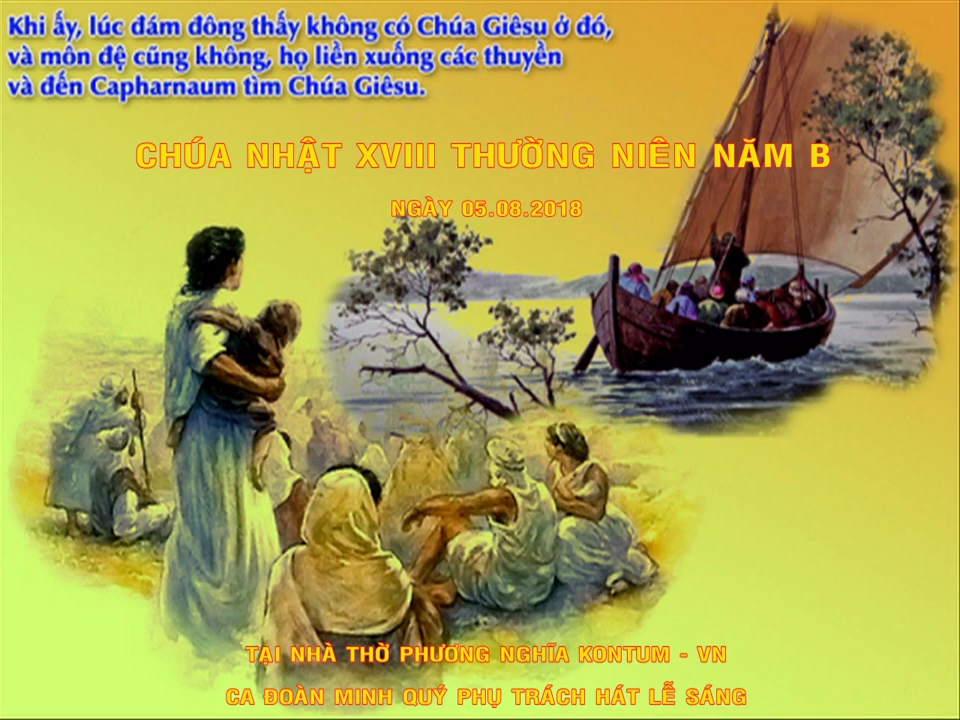 Khi ấy, lúc đám đông thấy không có Chúa Giêsu ở đó,
và môn đệ cũng không, họ liền xuống các thuyền
và đến Capharnaum tìm Chúa Giêsu.
CHÚA NHẬT XVIII THƯỜNG NIÊN NĂM B
NGÀY 05.08.2018
TẠI NHÀ THỜ PHƯƠNG NGHĨA KONTUM - VN
CA ĐOÀN MINH QUÝ PHỤ TRÁCH HÁT LỄ SÁNG